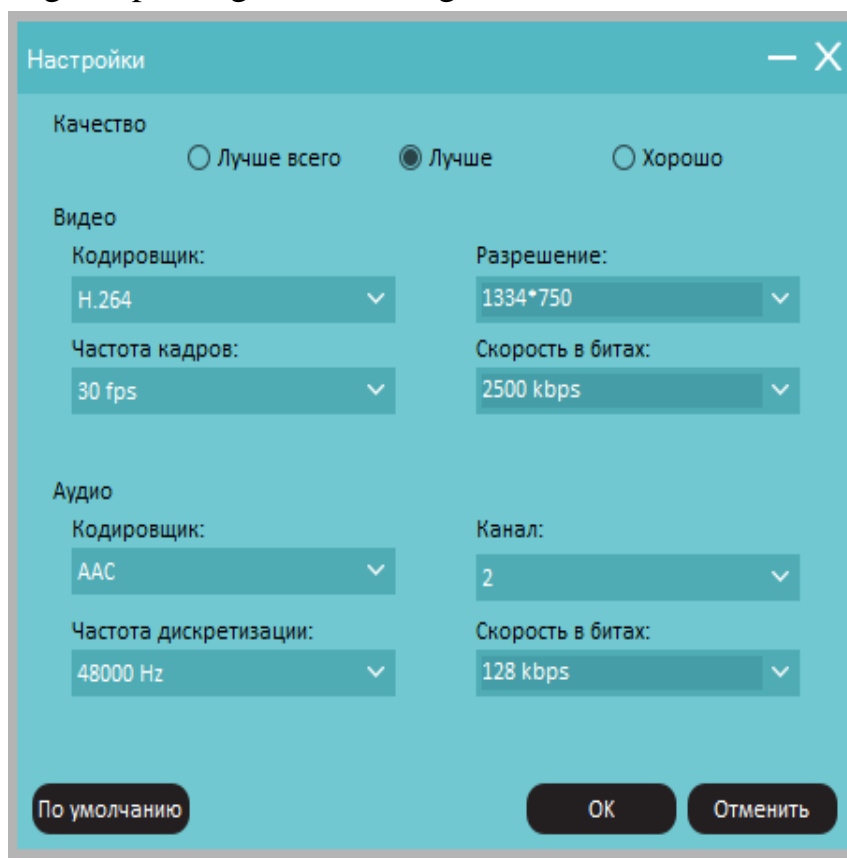 Настройки
Качество
Лучше всего Лучше Хорошо
Видео
Кодировщик: Разрешение:
H.264 1334*750
Частота кадров: Скорость в битах:
30 fps 2500 kbps
Аудио
Кодировщик: Канал:
AAC 2
Частота дискретизации: Скорость в битах:
48000 Hz 128 kbps
По умолчанию OK Отменить